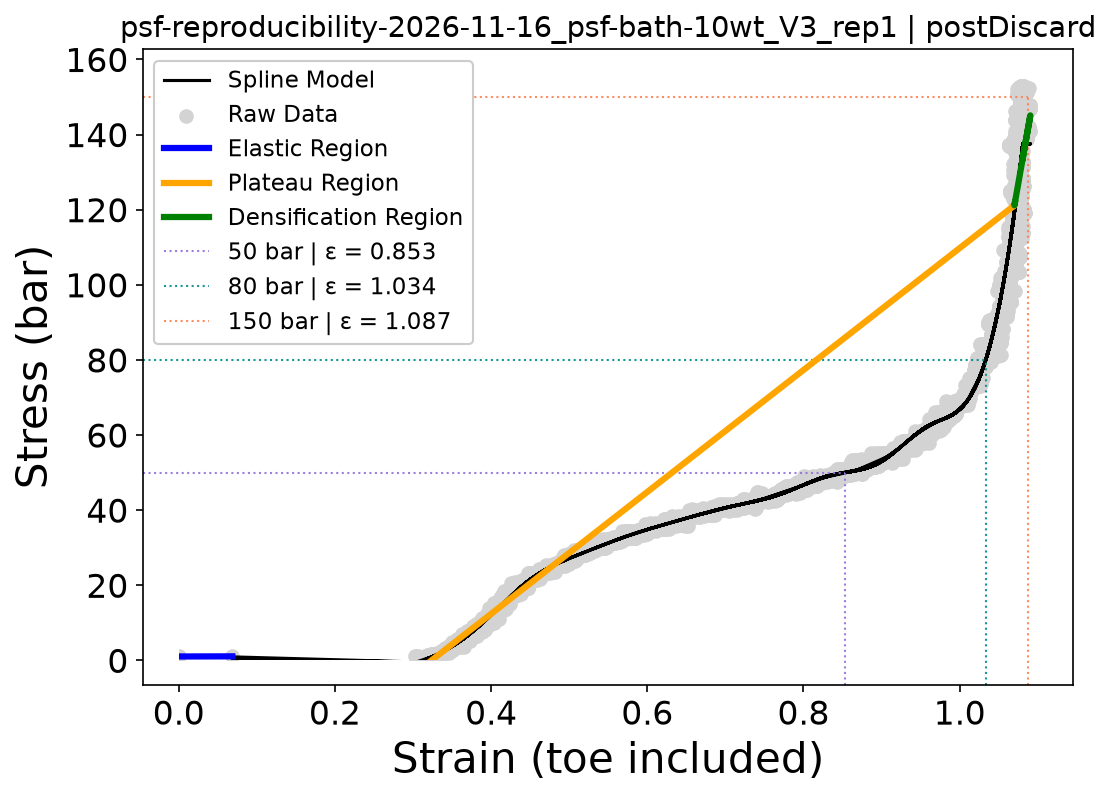 psf-reproducibility-2026-11-16_psf-bath-10wt_V3_rep1 | postDiscard
Spline Model
Raw Data
Elastic Region
Plateau Region
Densification Region
50 bar | ε = 0.853
80 bar | ε = 1.034
150 bar | ε = 1.087
Stress (bar)
160
140
120
100
80
60
40
20
0
0.0 0.2 0.4 0.6 0.8 1.0
Strain (toe included)